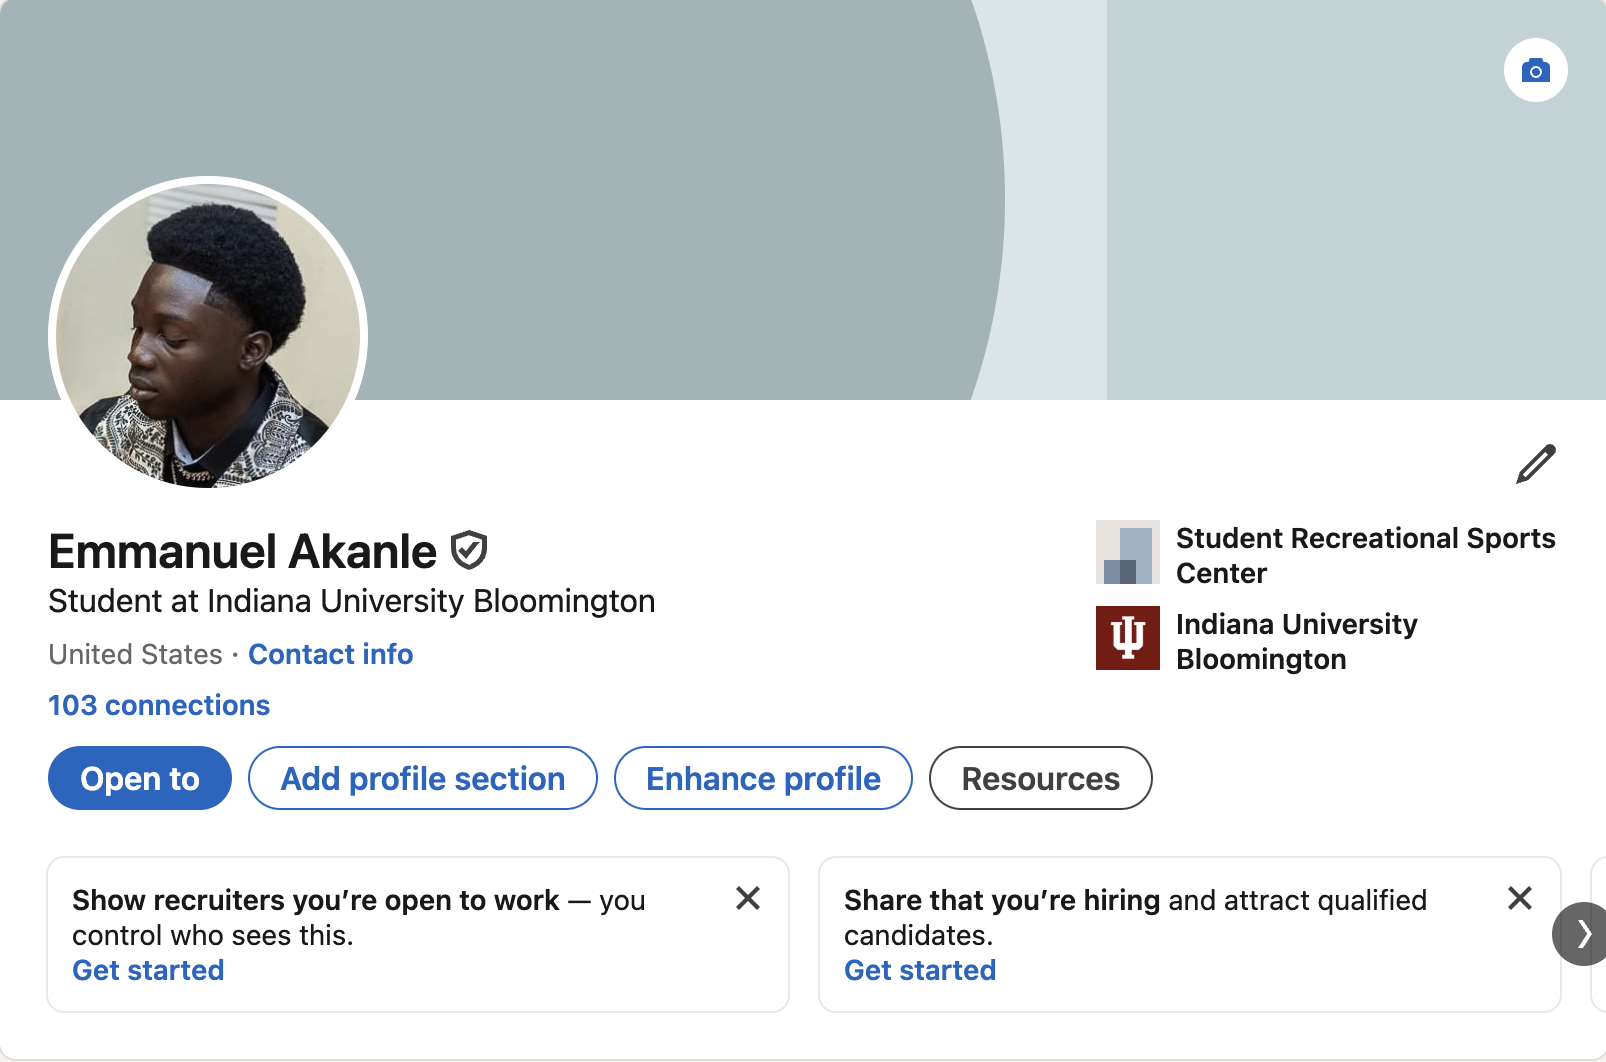 Emmanuel Akanle
Student at Indiana University Bloomington
United States · Contact info
103 connections
Student Recreational Sports
Center
Indiana University
Bloomington
Open to
Add profile section
Enhance profile
Resources
Show recruiters you’re open to work — you
control who sees this.
Get started
Share that you’re hiring and attract qualified
candidates.
Get started